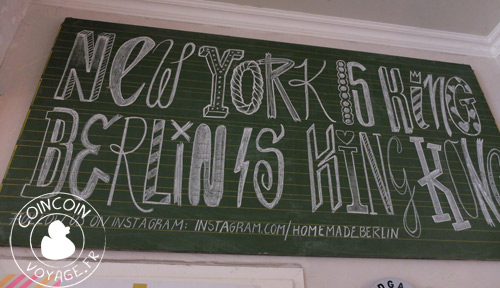 NEW YORK IS KING
BERLIN IS KING KONG
ON INSTAGRAM: INSTAGRAM.COM/HOMEMADEBERLIN
COINCOIN
VOYAGE.FR